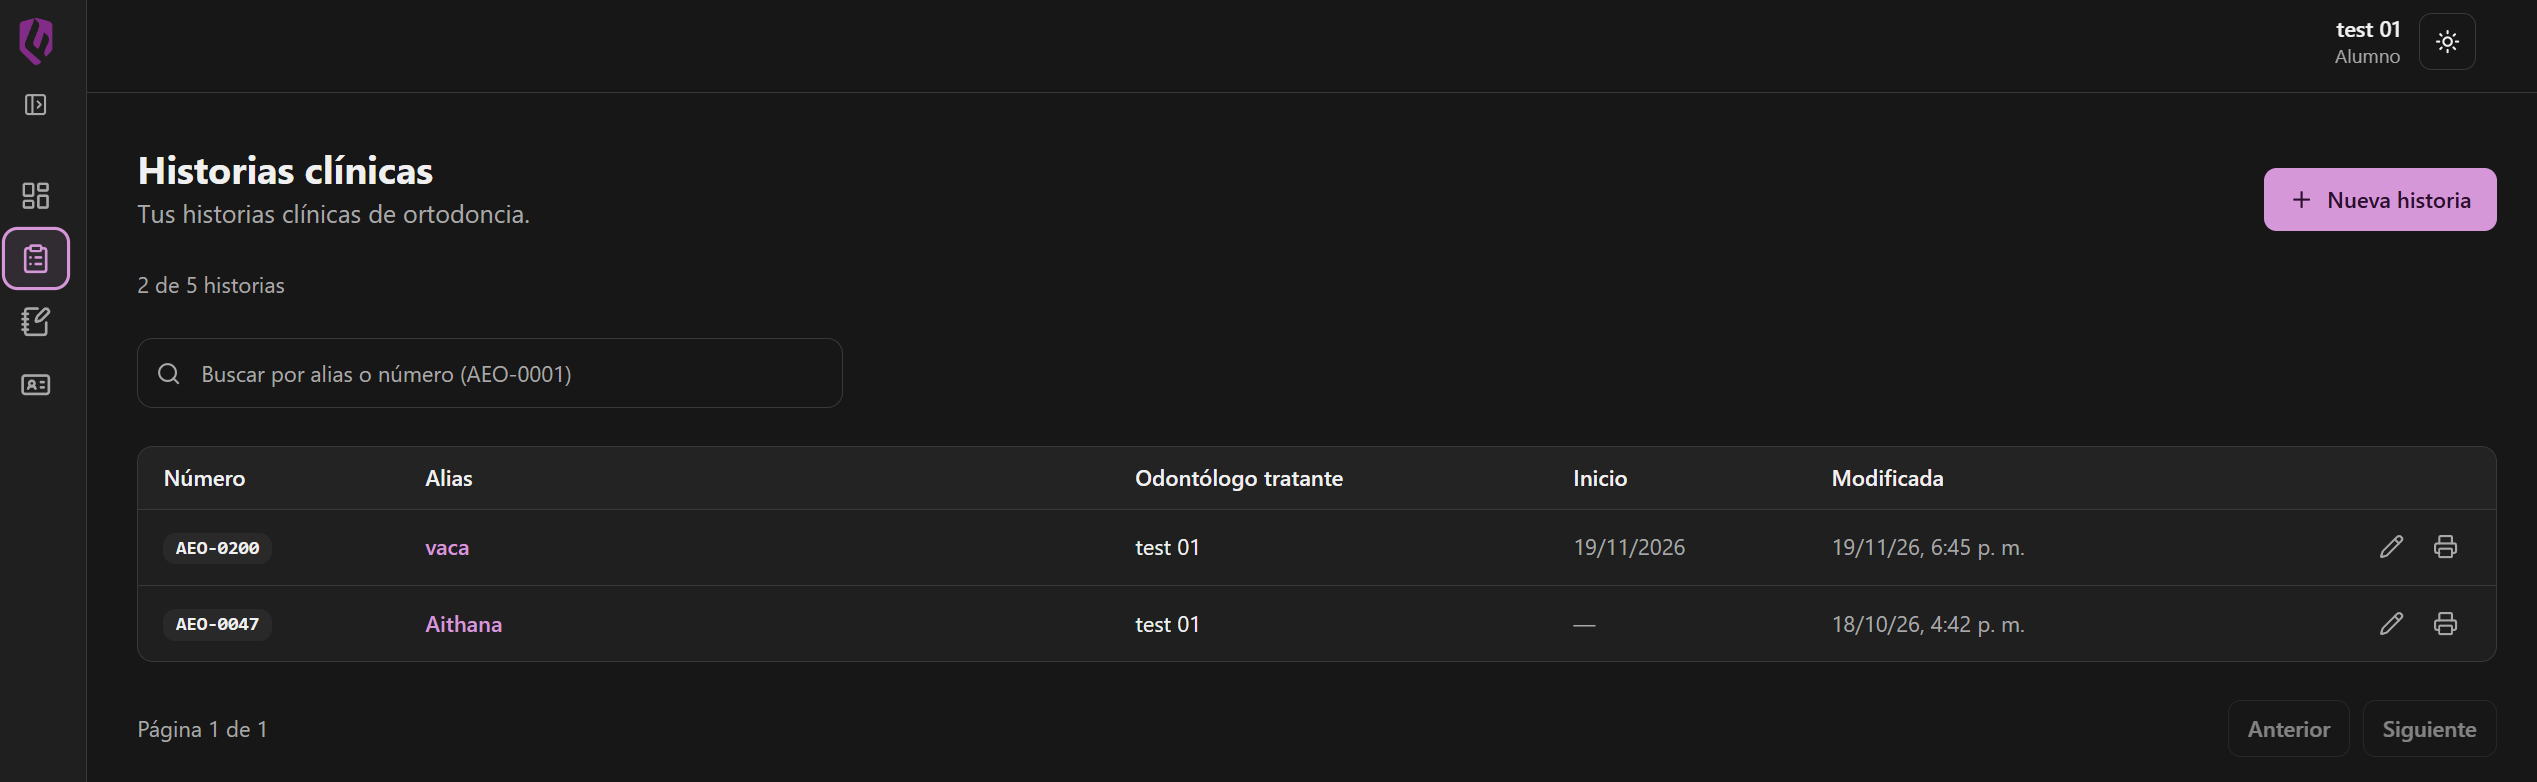 test 01
Alumno
Historias clínicas
Tus historias clínicas de ortodoncia.
Nueva historia
2 de 5 historias
Buscar por alias o número (AEO-0001)
Número Alias Odontólogo tratante Inicio Modificada
AEO-0200 vaca test 01 19/11/2026 19/11/26, 6:45 p. m.
AEO-0047 Aithana test 01 — 18/10/26, 4:42 p. m.
Página 1 de 1
Anterior Siguiente